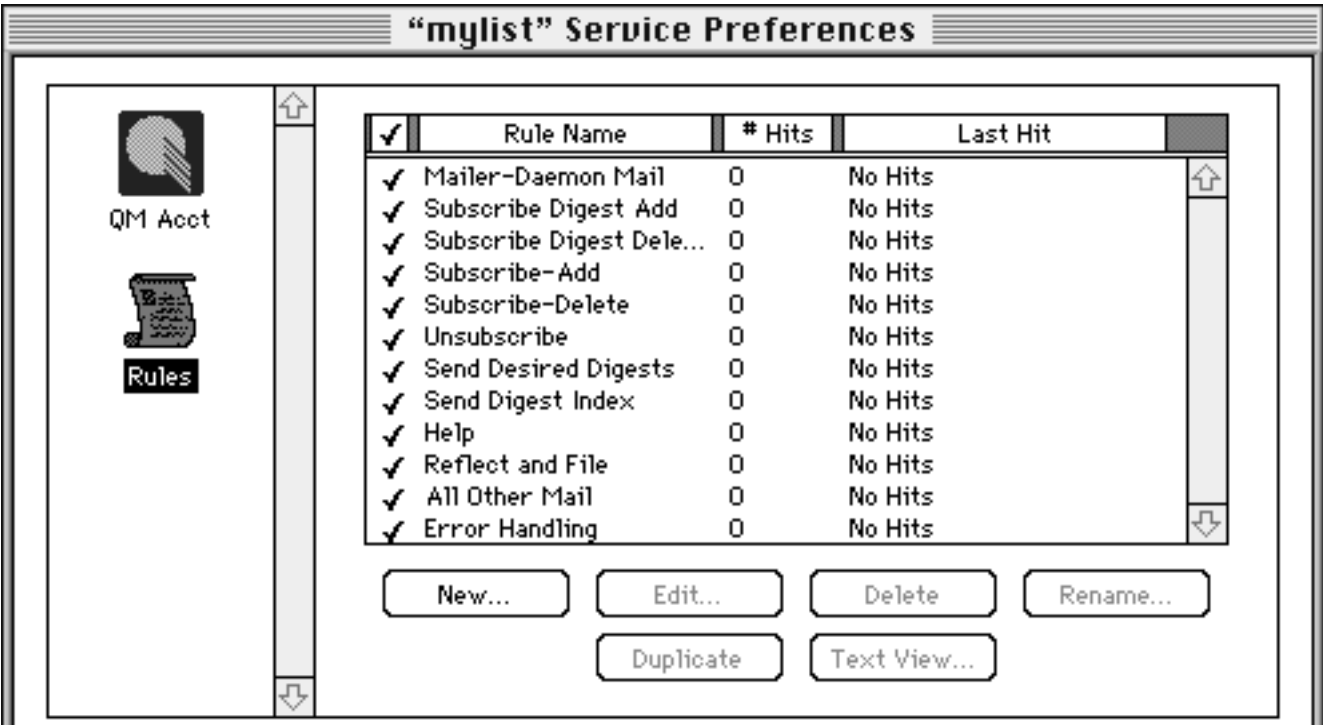 “mylist” Service Preferences
QM Acct
Rules
✓ Rule Name # Hits Last Hit
✓ Mailer-Daemon Mail 0 No Hits
✓ Subscribe Digest Add 0 No Hits
✓ Subscribe Digest Dele... 0 No Hits
✓ Subscribe-Add 0 No Hits
✓ Subscribe-Delete 0 No Hits
✓ Unsubscribe 0 No Hits
✓ Send Desired Digests 0 No Hits
✓ Send Digest Index 0 No Hits
✓ Help 0 No Hits
✓ Reflect and File 0 No Hits
✓ All Other Mail 0 No Hits
✓ Error Handling 0 No Hits
New... Edit... Delete Rename...
Duplicate Text View...